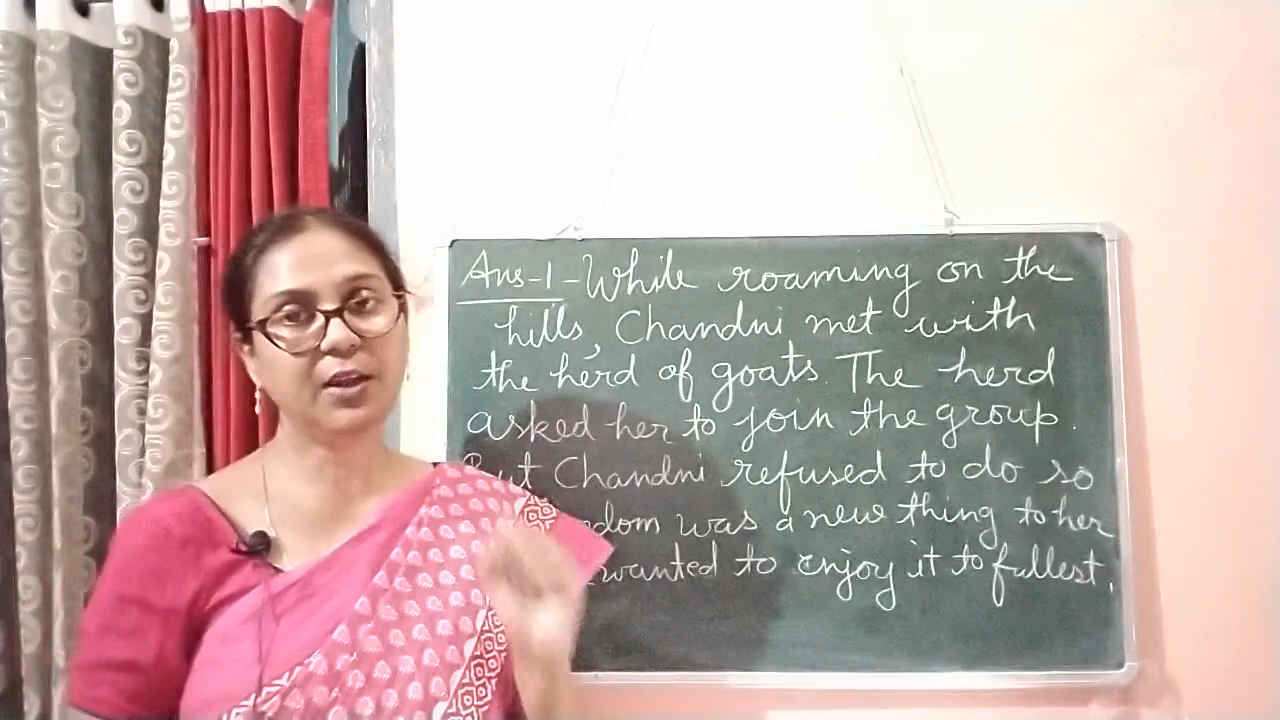 Ans-1 - While roaming on the
hills, Chandni met with
the herd of goats. The herd
asked her to join the group.
But Chandni refused to do so
dom was a new thing to her
wanted to enjoy it to fullest.